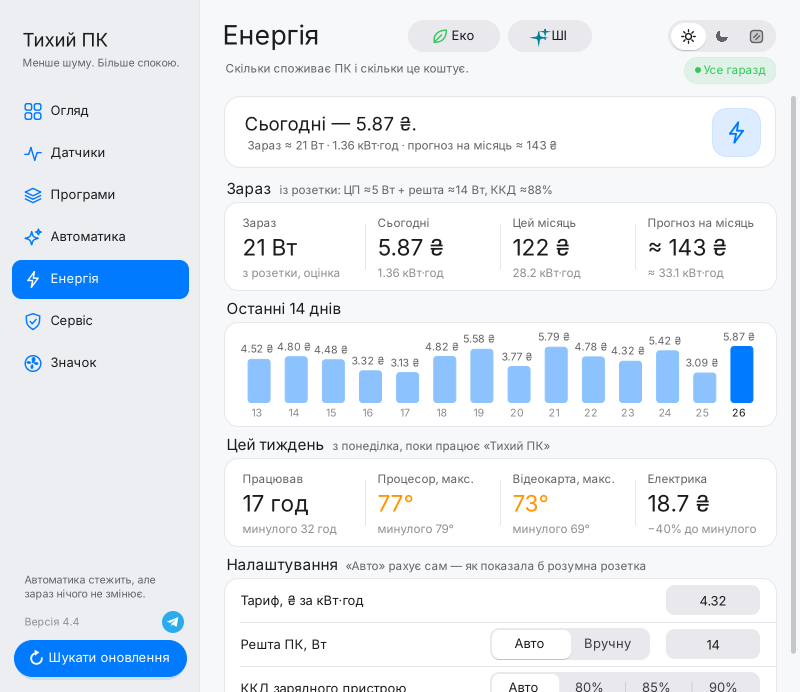 Тихий ПК
Менше шуму. Більше спокою.
Огляд
Датчики
Програми
Автоматика
Енергія
Сервіс
Значок
Автоматика стежить, але
зараз нічого не змінює.
Версія 4.4
Шукати оновлення
Енергія
Еко
ШІ
Скільки споживає ПК і скільки це коштує.
Усе гаразд
Сьогодні — 5.87 ₴.
Зараз ≈ 21 Вт · 1.36 кВт·год · прогноз на місяць ≈ 143 ₴
Зараз із розетки: ЦП ≈5 Вт + решта ≈14 Вт, ККД ≈88%
Зараз Сьогодні Цей місяць Прогноз на місяць
21 Вт 5.87 ₴ 122 ₴ ≈ 143 ₴
з розетки, оцінка 1.36 кВт·год 28.2 кВт·год ≈ 33.1 кВт·год
Останні 14 днів
4.52 ₴ 4.80 ₴ 4.48 ₴ 3.32 ₴ 3.13 ₴ 4.82 ₴ 5.58 ₴ 3.77 ₴ 5.79 ₴ 4.78 ₴ 4.32 ₴ 5.42 ₴ 3.09 ₴ 5.87 ₴
13 14 15 16 17 18 19 20 21 22 23 24 25 26
Цей тиждень з понеділка, поки працює «Тихий ПК»
Працював Процесор, макс. Відеокарта, макс. Електрика
17 год 77° 73° 18.7 ₴
минулого 32 год минулого 79° минулого 69° −40% до минулого
Налаштування «Авто» рахує сам — як показала б розумна розетка
Тариф, ₴ за кВт·год 4.32
Решта ПК, Вт Авто Вручну 14
ККД зарядного пристрою Авто 80% 85% 90%